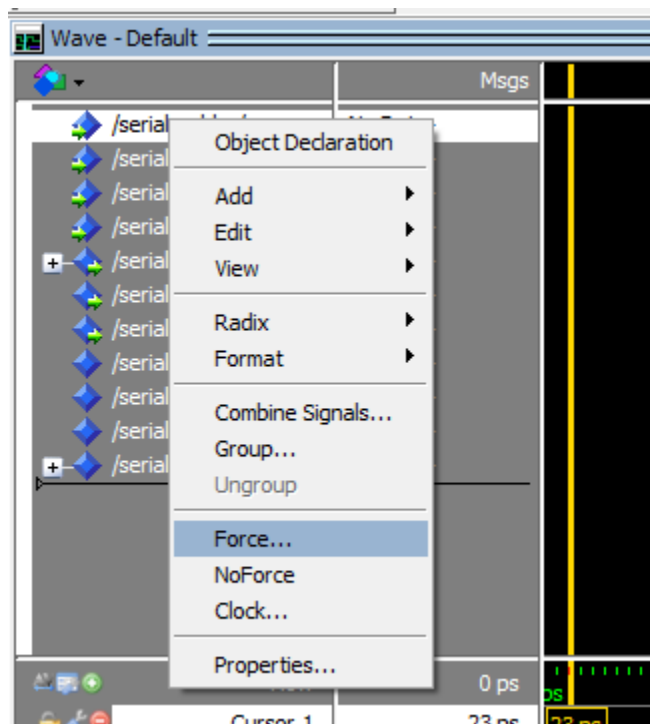 Wave - Default
Msgs
/serial
Object Declaration
/serial
/serial
Add
/serial
Edit
/serial
View
/serial
/serial
Radix
/serial
Format
/serial
Combine Signals...
/serial
Group...
/serial
Ungroup
Force...
NoForce
Clock...
Properties...
0 ps
ps
Cursor 1
23 ps
23 ps